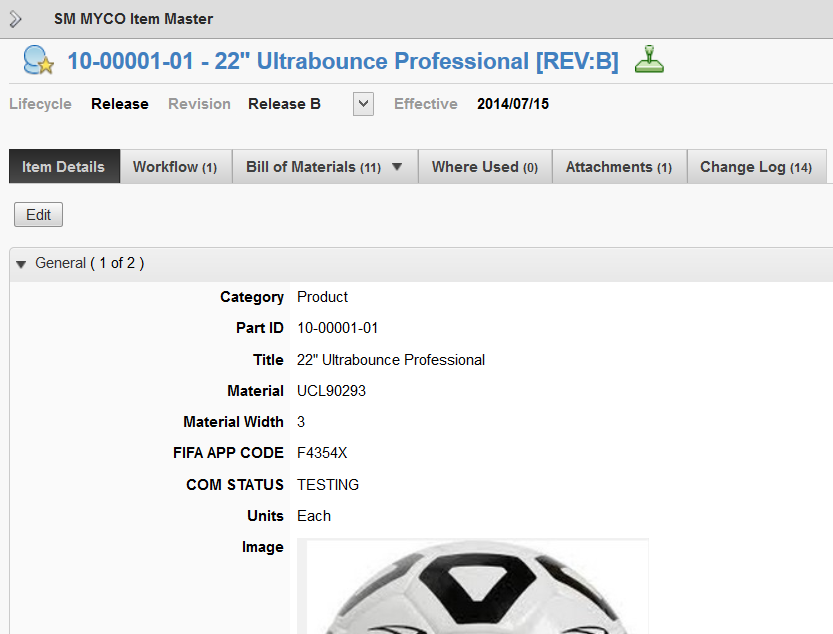 SM MYCO Item Master
10-00001-01 - 22" Ultrabounce Professional [REV:B]
Lifecycle Release Revision Release B Effective 2014/07/15
Item Details Workflow (1) Bill of Materials (11) Where Used (0) Attachments (1) Change Log (14)
Edit
General ( 1 of 2 )
Category Product
Part ID 10-00001-01
Title 22" Ultrabounce Professional
Material UCL90293
Material Width 3
FIFA APP CODE F4354X
COM STATUS TESTING
Units Each
Image